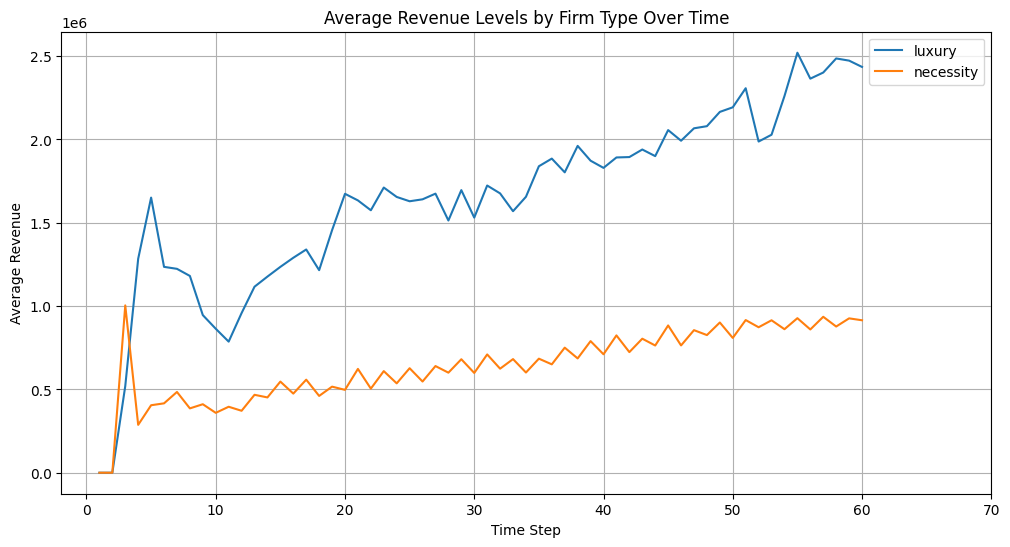 Average Revenue Levels by Firm Type Over Time
1e6
luxury
necessity
2.5
2.0
1.5
1.0
0.5
0.0
Average Revenue
0 10 20 30 40 50 60 70
Time Step